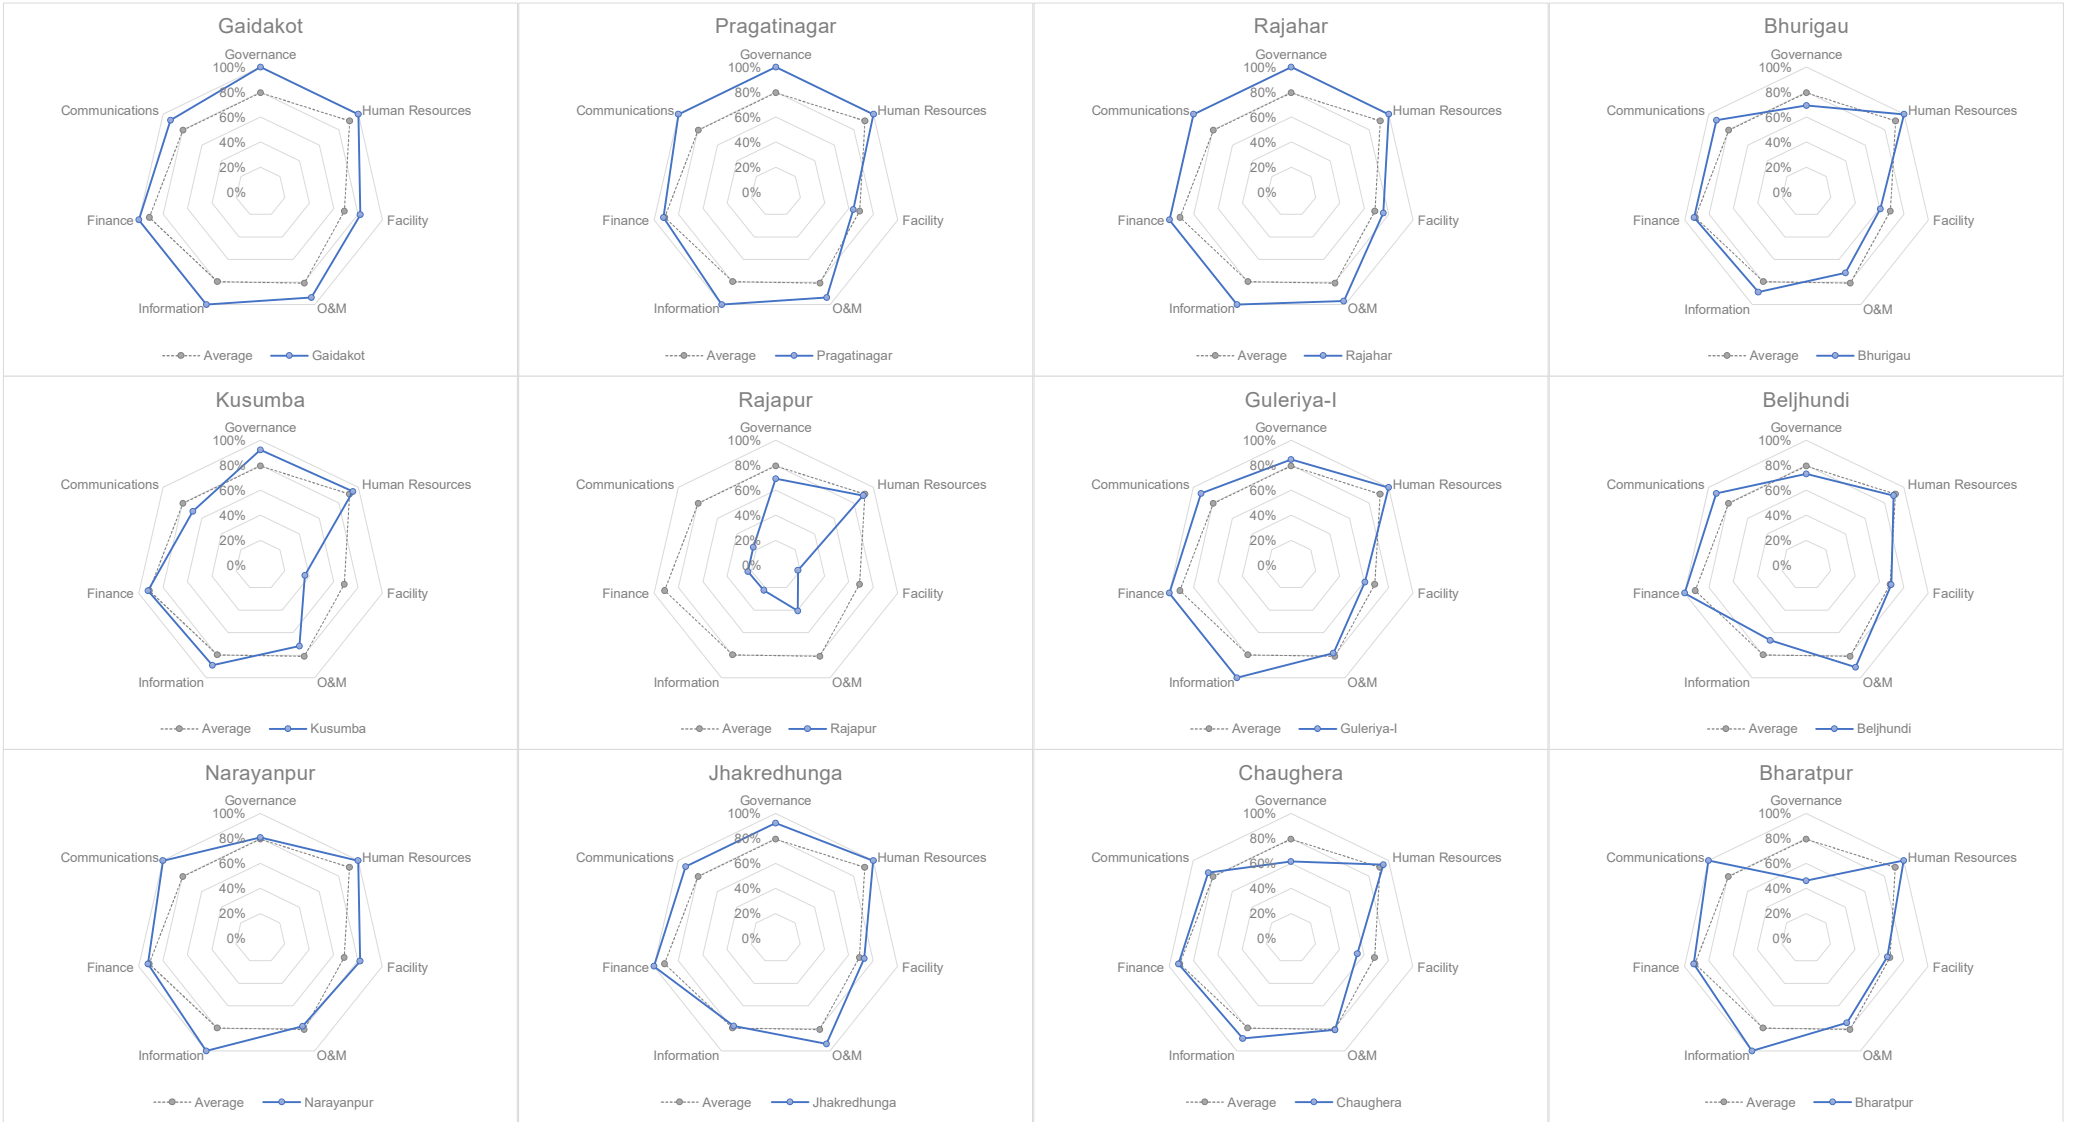 Gaidakot
Governance
100%
80%
60%
40%
20%
0%
Human Resources
Facility
O&M
Information
Finance
Communications
Average
Gaidakot
Pragatinagar
Governance
100%
80%
60%
40%
20%
0%
Human Resources
Facility
O&M
Information
Finance
Communications
Average
Pragatinagar
Rajahar
Governance
100%
80%
60%
40%
20%
0%
Human Resources
Facility
O&M
Information
Finance
Communications
Average
Rajahar
Bhurigau
Governance
100%
80%
60%
40%
20%
0%
Human Resources
Facility
O&M
Information
Finance
Communications
Average
Bhurigau
Kusumba
Governance
100%
80%
60%
40%
20%
0%
Human Resources
Facility
O&M
Information
Finance
Communications
Average
Kusumba
Rajapur
Governance
100%
80%
60%
40%
20%
0%
Human Resources
Facility
O&M
Information
Finance
Communications
Average
Rajapur
Guleriya-I
Governance
100%
80%
60%
40%
20%
0%
Human Resources
Facility
O&M
Information
Finance
Communications
Average
Guleriya-I
Beljhundi
Governance
100%
80%
60%
40%
20%
0%
Human Resources
Facility
O&M
Information
Finance
Communications
Average
Beljhundi
Narayanpur
Governance
100%
80%
60%
40%
20%
0%
Human Resources
Facility
O&M
Information
Finance
Communications
Average
Narayanpur
Jhakredhunga
Governance
100%
80%
60%
40%
20%
0%
Human Resources
Facility
O&M
Information
Finance
Communications
Average
Jhakredhunga
Chaughera
Governance
100%
80%
60%
40%
20%
0%
Human Resources
Facility
O&M
Information
Finance
Communications
Average
Chaughera
Bharatpur
Governance
100%
80%
60%
40%
20%
0%
Human Resources
Facility
O&M
Information
Finance
Communications
Average
Bharatpur